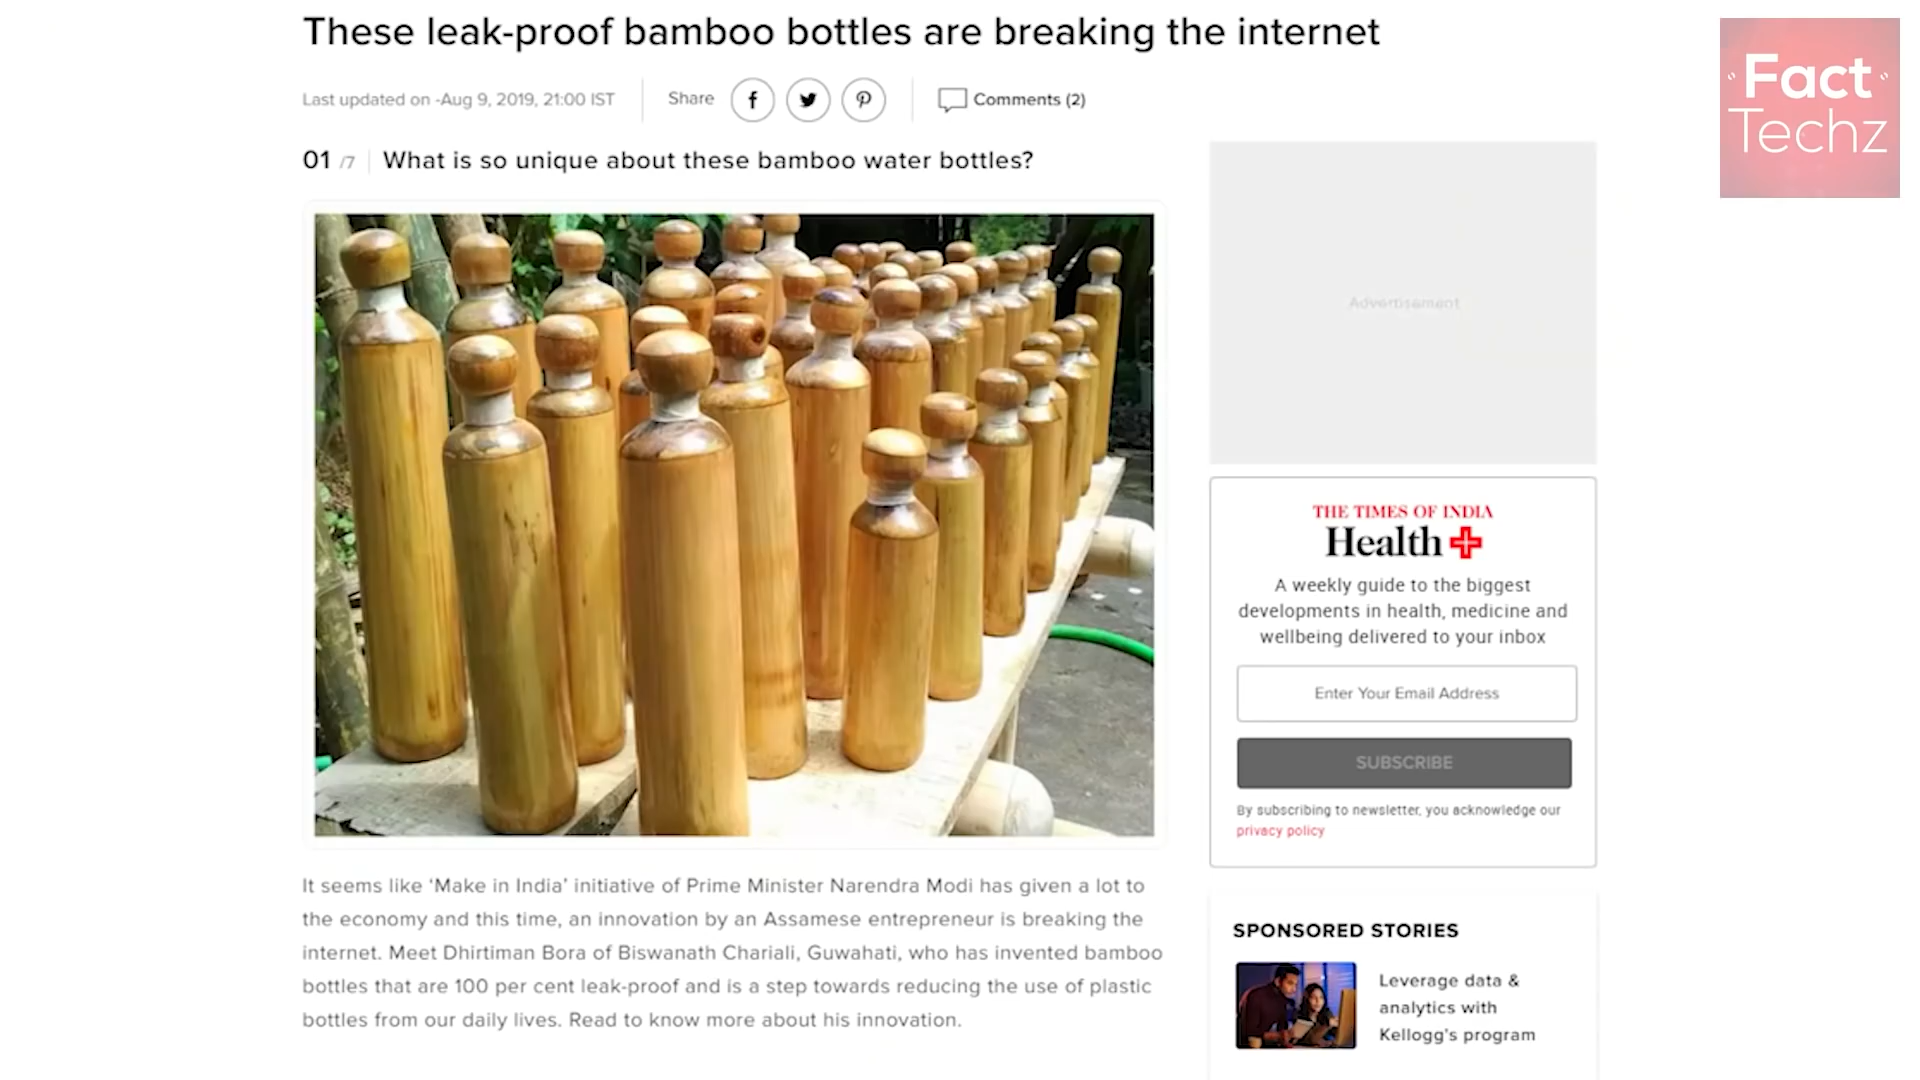 These leak-proof bamboo bottles are breaking the internet
Fact
Techz
Last updated on -Aug 9, 2019, 21:00 IST
Share
Comments (2)
01 /7 What is so unique about these bamboo water bottles?
Advertisement
THE TIMES OF INDIA
Health
A weekly guide to the biggest
developments in health, medicine and
wellbeing delivered to your inbox
Enter Your Email Address
SUBSCRIBE
By subscribing to newsletter, you acknowledge our
privacy policy
It seems like ‘Make in India’ initiative of Prime Minister Narendra Modi has given a lot to
the economy and this time, an innovation by an Assamese entrepreneur is breaking the
internet. Meet Dhirtiman Bora of Biswanath Chariali, Guwahati, who has invented bamboo
bottles that are 100 per cent leak-proof and is a step towards reducing the use of plastic
bottles from our daily lives. Read to know more about his innovation.
SPONSORED STORIES
Leverage data &
analytics with
Kellogg's program